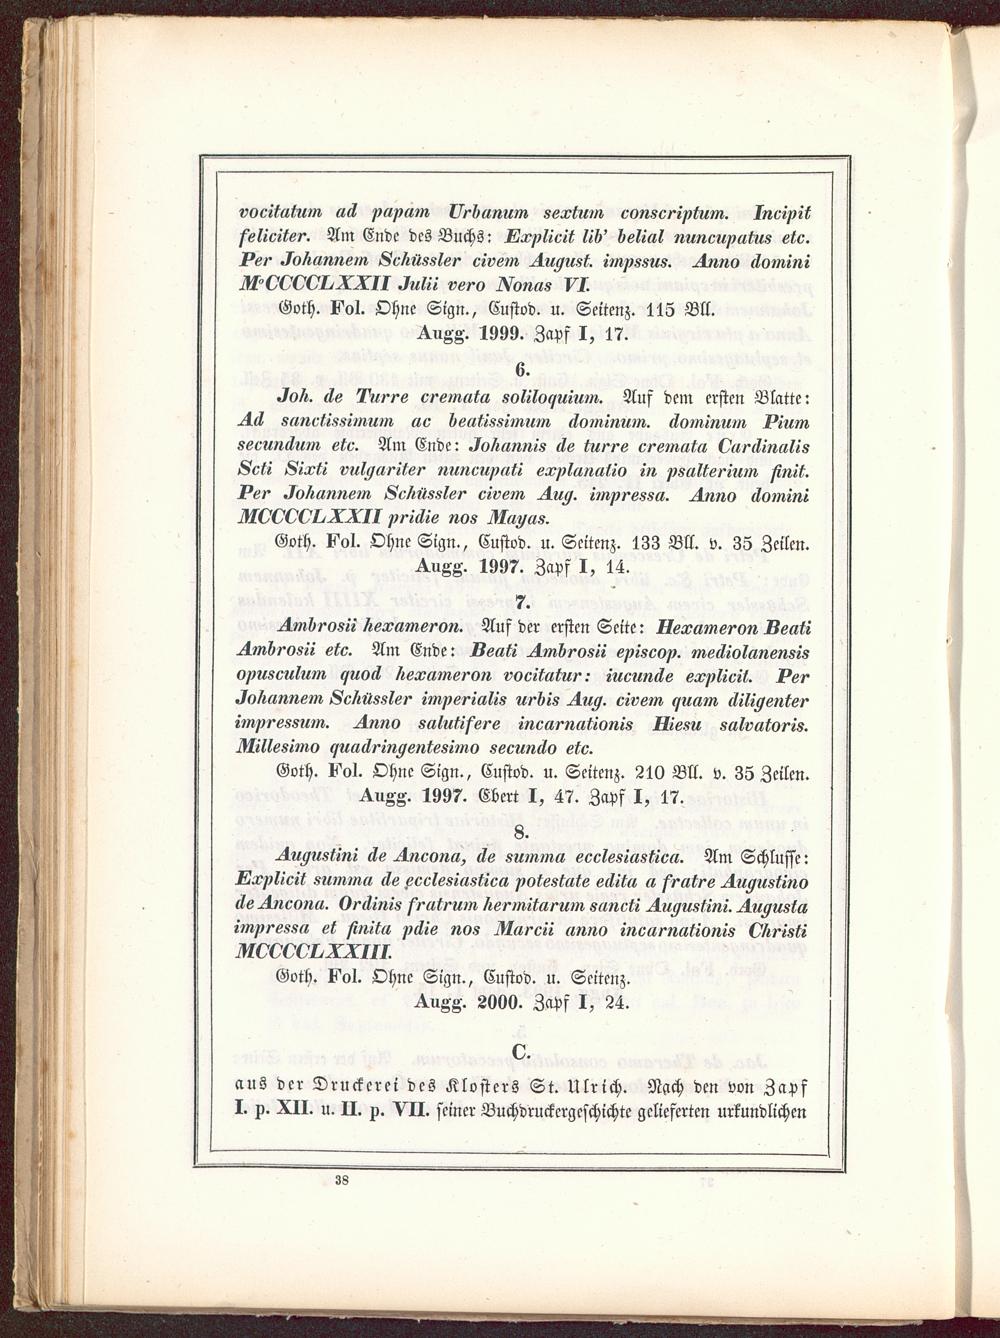 vocitatum ad papam Urbanum sextum conscriptum. Incipit
feliciter. Am Ende des Buchs: Explicit lib' belial nuncupatus etc.
Per Johannem Schüssler civem August. impssus. Anno domini
MºCCCCLXXII Julii vero Nonas VI.
Goth. Fol. Ohne Sign., Custod. u. Seitenz. 115 Bll.
Augg. 1999. Zapf I, 17.
6.
Joh. de Turre cremata soliloquium. Auf dem ersten Blatte:
Ad sanctissimum ac beatissimum dominum. dominum Pium
secundum etc. Am Ende: Johannis de turre cremata Cardinalis
Scti Sixti vulgariter nuncupati explanatio in psalterium finit.
Per Johannem Schüssler civem Aug. impressa. Anno domini
MCCCCLXXII pridie nos Mayas.
Goth. Fol. Ohne Sign., Custod. u. Seitenz. 133 Bll. v. 35 Zeilen.
Augg. 1997. Zapf I, 14.
7.
Ambrosii hexameron. Auf der ersten Seite: Hexameron Beati
Ambrosii etc. Am Ende: Beati Ambrosii episcop. mediolanensis
opusculum quod hexameron vocitatur: iucunde explicit. Per
Johannem Schüssler imperialis urbis Aug. civem quam diligenter
impressum. Anno salutifere incarnationis Hiesu salvatoris.
Millesimo quadringentesimo secundo etc.
Goth. Fol. Ohne Sign., Custod. u. Seitenz. 210 Bll. v. 35 Zeilen.
Augg. 1997. Ebert I, 47. Zapf I, 17.
8.
Augustini de Ancona, de summa ecclesiastica. Am Schlusse:
Explicit summa de ecclesiastica potestate edita a fratre Augustino
de Ancona. Ordinis fratrum hermitarum sancti Augustini. Augusta
impressa et finita pdie nos Marcii anno incarnationis Christi
MCCCCLXXIII.
Goth. Fol. Ohne Sign., Custod. u. Seitenz.
Augg. 2000. Zapf I, 24.
C.
aus der Druckerei des Klosters St. Ulrich. Nach den von Zapf
I. p. XII. u. II. p. VII. seiner Buchdruckergeschichte gelieferten urkundlichen
38